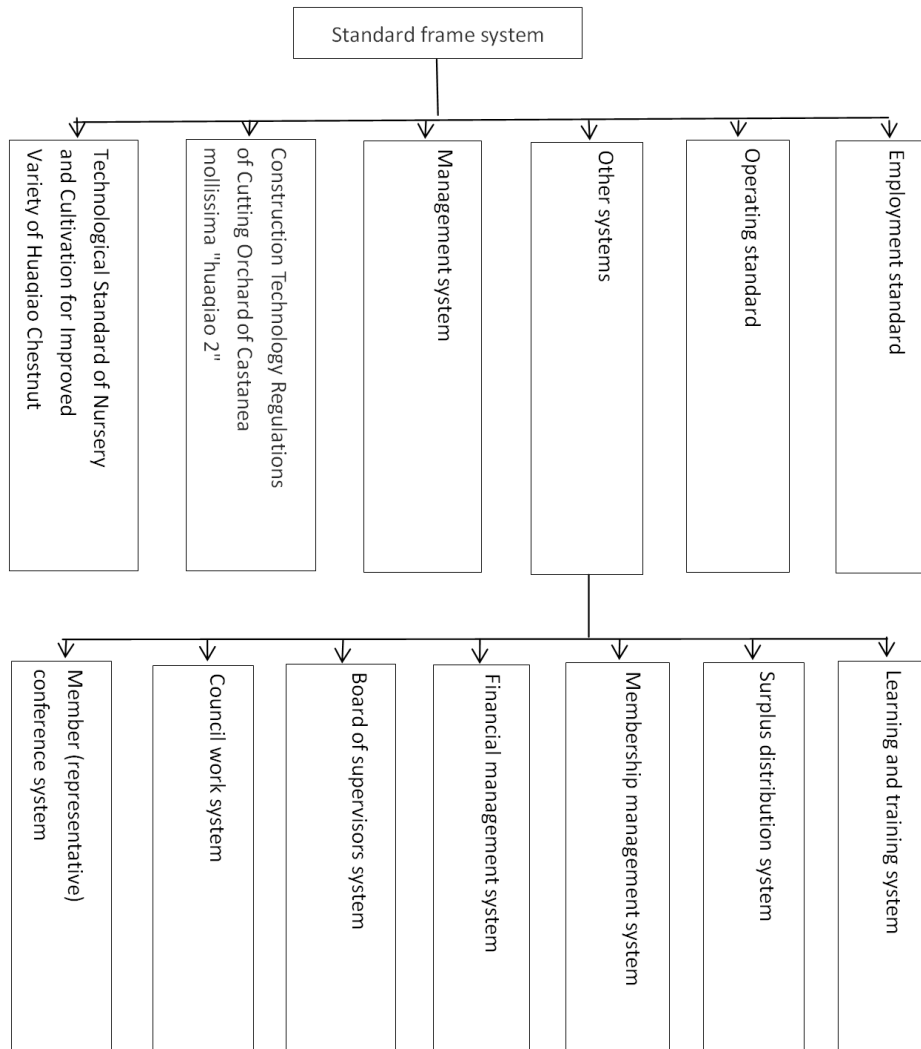 Standard frame system
Technological Standard of Nursery
and Cultivation for Improved
Variety of Huaqiao Chestnut
Construction Technology Regulations
of Cutting Orchard of Castanea
mollissima "huaqiao 2"
Management system
Other systems
Operating standard
Employment standard
Member (representative)
conference system
Council work system
Board of supervisors system
Financial management system
Membership management system
Surplus distribution system
Learning and training system